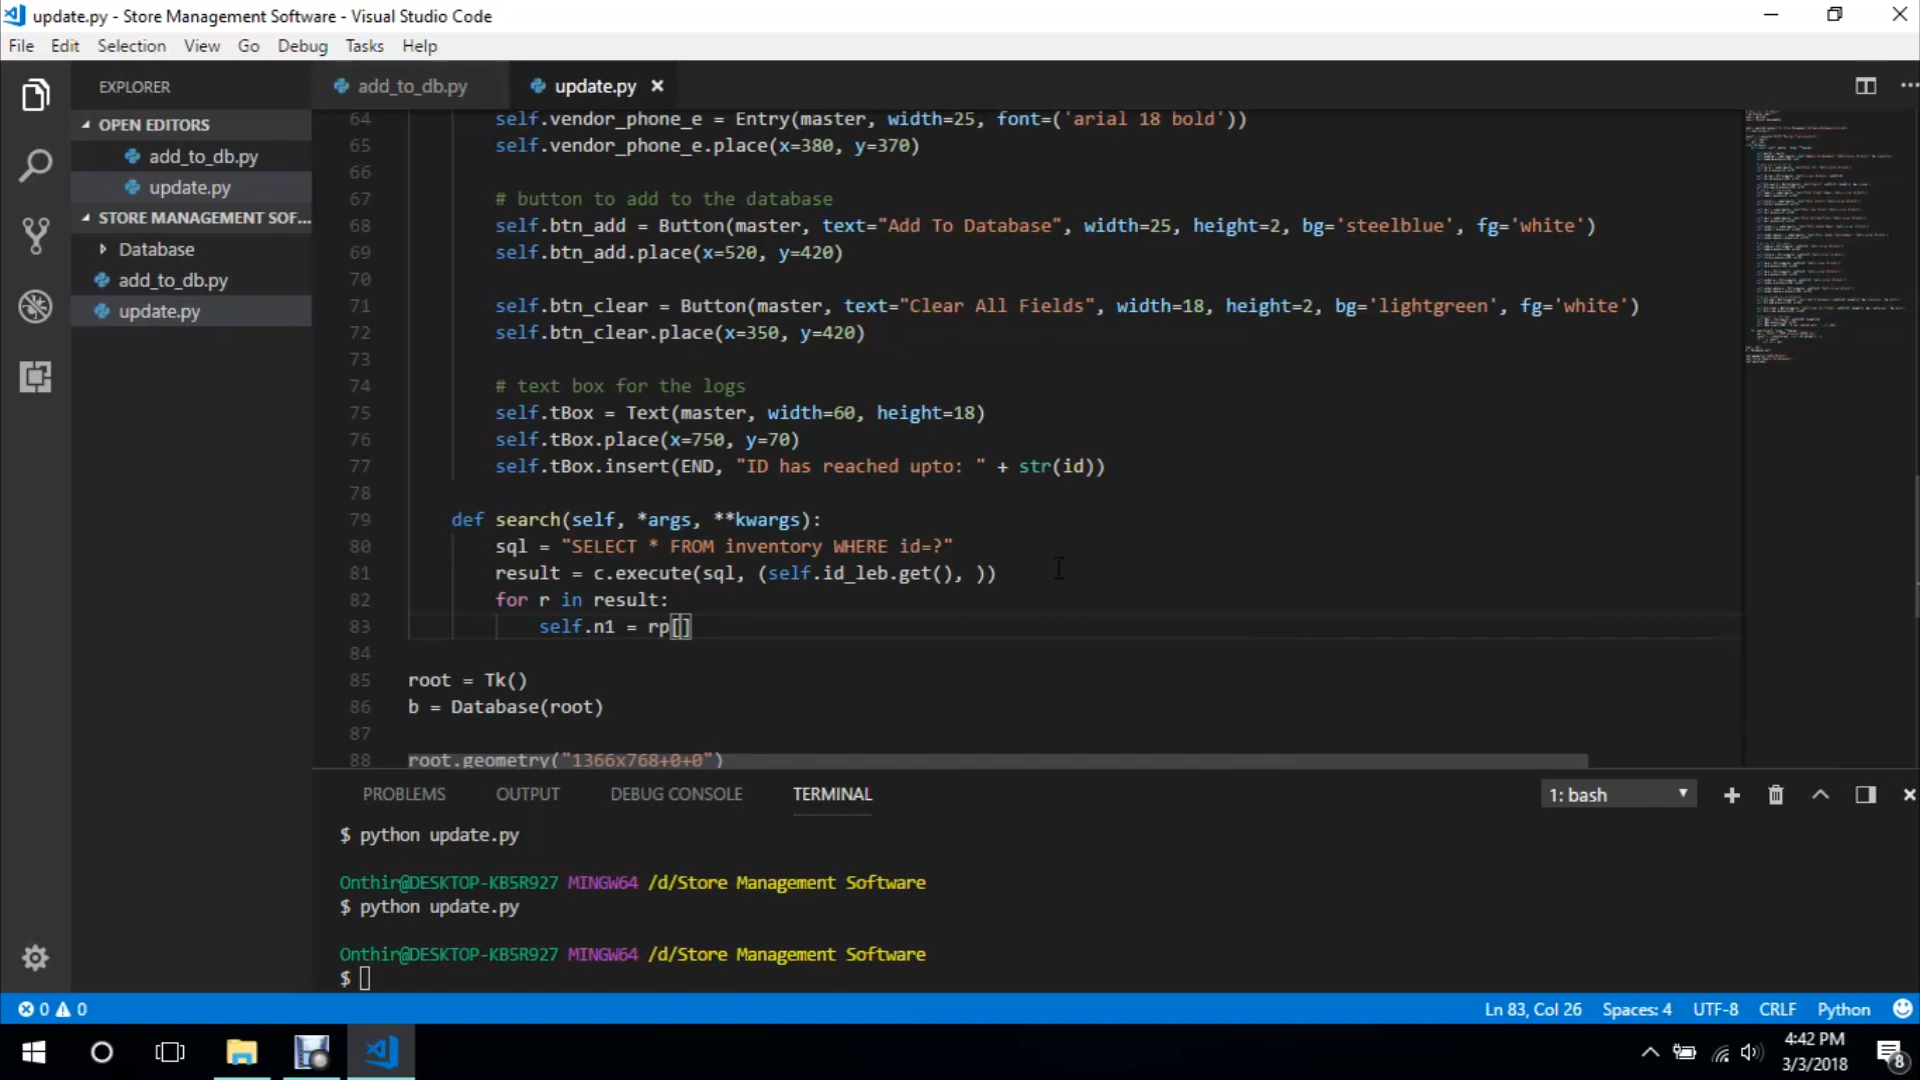 update.py - Store Management Software - Visual Studio Code
File Edit Selection View Go Debug Tasks Help
EXPLORER
OPEN EDITORS
add_to_db.py
update.py
STORE MANAGEMENT SOF...
Database
add_to_db.py
update.py
add_to_db.py update.py
64 self.vendor_phone_e = Entry(master, width=25, font=('arial 18 bold'))
65 self.vendor_phone_e.place(x=380, y=370)
66
67 # button to add to the database
68 self.btn_add = Button(master, text="Add To Database", width=25, height=2, bg='steelblue', fg='white')
69 self.btn_add.place(x=520, y=420)
70
71 self.btn_clear = Button(master, text="Clear All Fields", width=18, height=2, bg='lightgreen', fg='white')
72 self.btn_clear.place(x=350, y=420)
73
74 # text box for the logs
75 self.tBox = Text(master, width=60, height=18)
76 self.tBox.place(x=750, y=70)
77 self.tBox.insert(END, "ID has reached upto: " + str(id))
78
79 def search(self, *args, **kwargs):
80 sql = "SELECT * FROM inventory WHERE id=?"
81 result = c.execute(sql, (self.id_leb.get(), ))
82 for r in result:
83 self.n1 = rp[]
84
85 root = Tk()
86 b = Database(root)
87
88 root.geometry("1366x768+0+0")
PROBLEMS OUTPUT DEBUG CONSOLE TERMINAL
1: bash
$ python update.py
Onthir@DESKTOP-KB5R927 MINGW64 /d/Store Management Software
$ python update.py
Onthir@DESKTOP-KB5R927 MINGW64 /d/Store Management Software
$
0 0
Ln 83, Col 26 Spaces: 4 UTF-8 CRLF Python
4:42 PM
3/3/2018
8